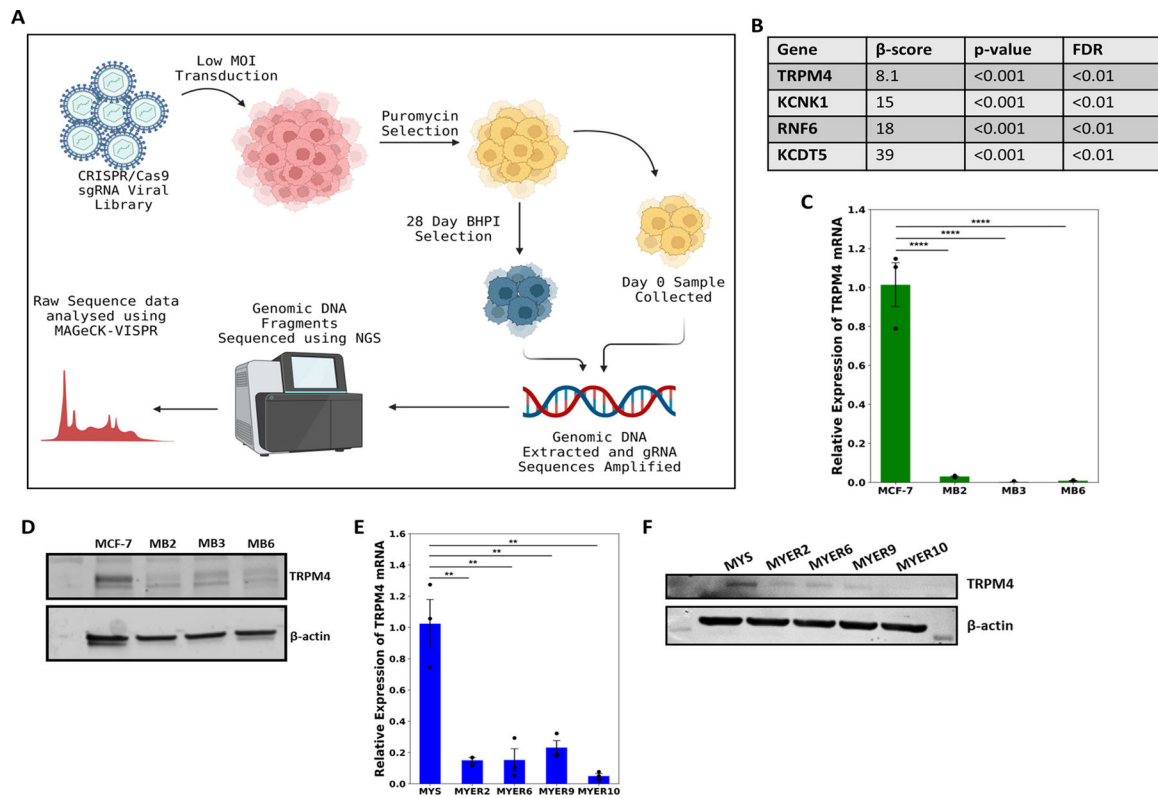 A
Low MOI
Transduction
CRISPR/Cas9
sgRNA Viral
Library
Puromycin
Selection
28 Day BHPI
Selection
Day 0 Sample
Collected
Genomic DNA
Extracted and gRNA
Sequences Amplified
Genomic DNA
Fragments
Sequenced using NGS
Raw Sequence data
analysed using
MAGeCK-VISPR
B
Gene β-score p-value FDR
TRPM4 8.1 <0.001 <0.01
KCNK1 15 <0.001 <0.01
RNF6 18 <0.001 <0.01
KCDT5 39 <0.001 <0.01
C
Relative Expression of TRPM4 mRNA
1.4
1.2
1.0
0.8
0.6
0.4
0.2
0.0
****
****
****
MCF-7 MB2 MB3 MB6
D
MCF-7 MB2 MB3 MB6
TRPM4
β-actin
E
Relative Expression of TRPM4 mRNA
1.6
1.4
1.2
1.0
0.8
0.6
0.4
0.2
0.0
**
**
**
**
MYS MYER2 MYER6 MYER9 MYER10
F
MYS MYER2 MYER6 MYER9 MYER10
TRPM4
β-actin